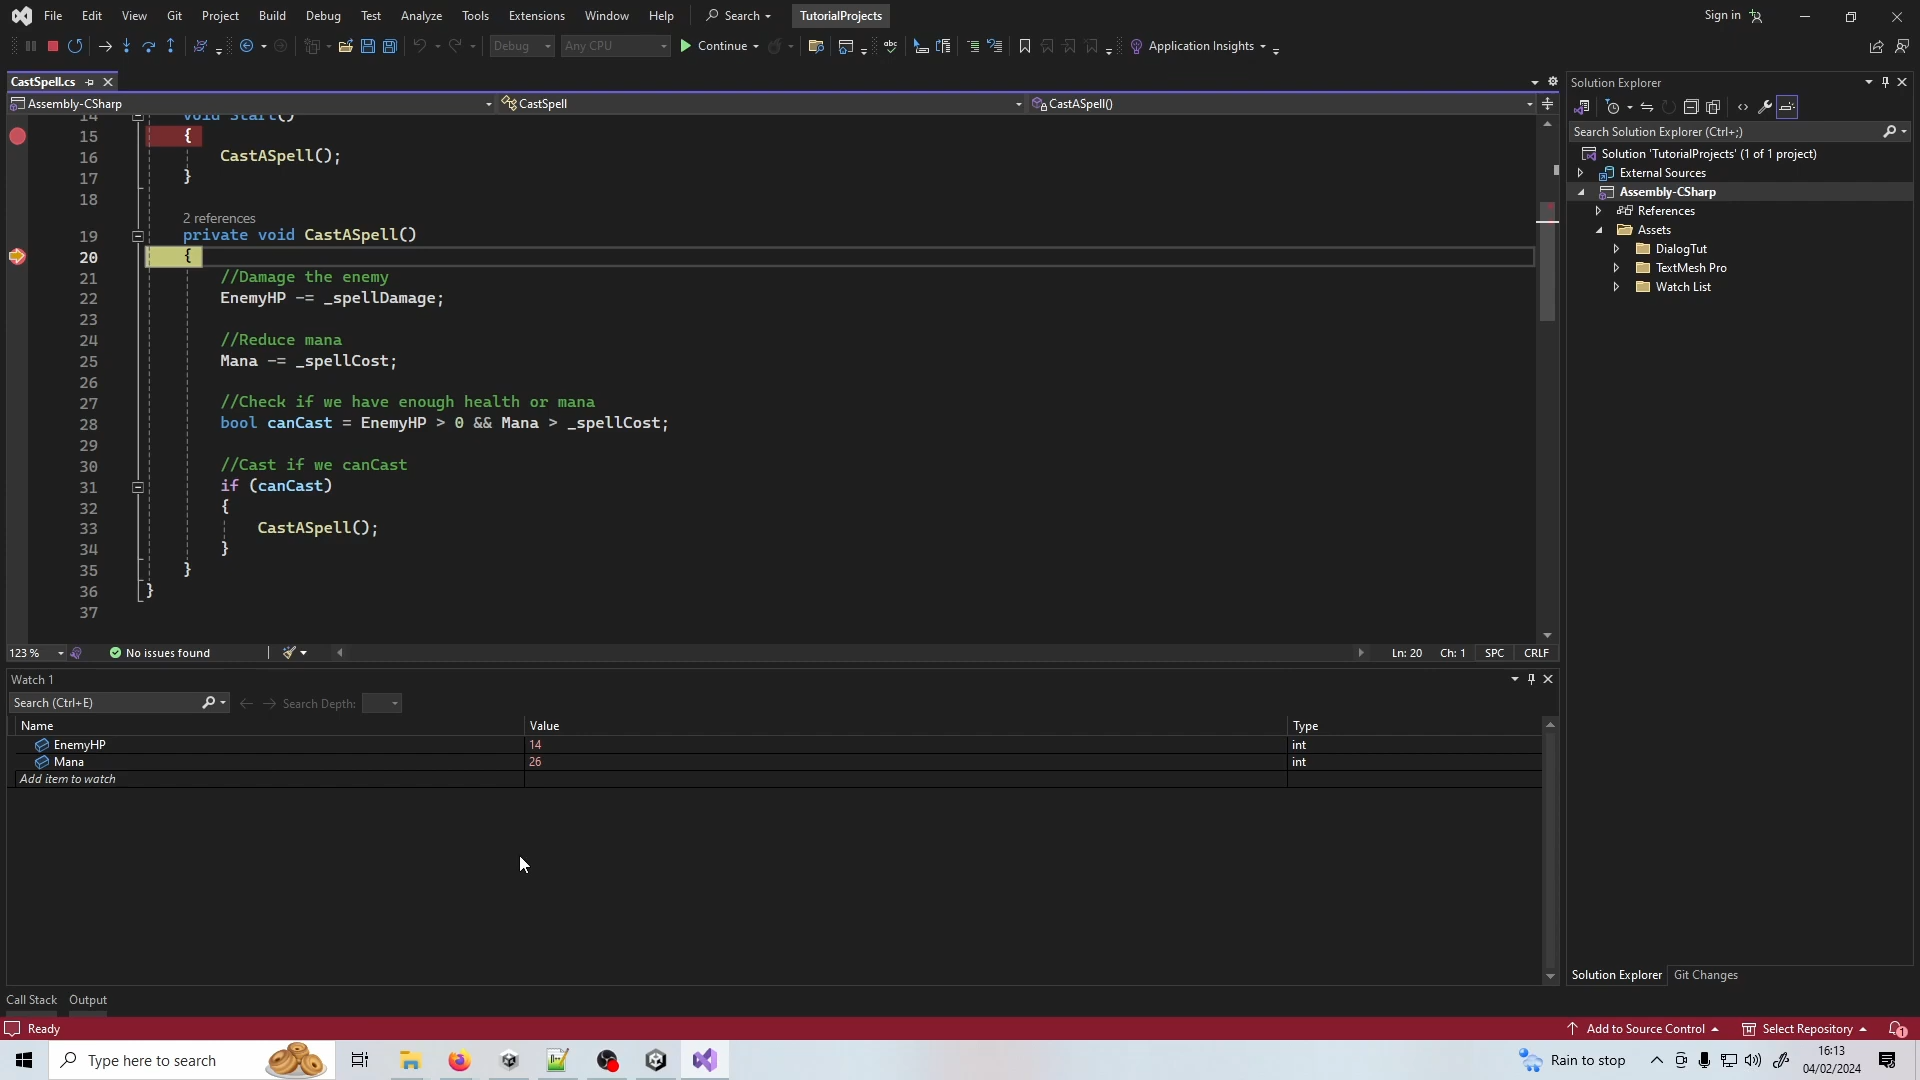 File Edit View Git Project Build Debug Test Analyze Tools Extensions Window Help Search TutorialProjects Sign in
Debug Any CPU Continue abc Application Insights
CastSpell.cs
Assembly-CSharp CastSpell CastASpell()
14 void Start()
15 {
16 CastASpell();
17 }
18
2 references
19 private void CastASpell()
20 {
21 //Damage the enemy
22 EnemyHP -= _spellDamage;
23
24 //Reduce mana
25 Mana -= _spellCost;
26
27 //Check if we have enough health or mana
28 bool canCast = EnemyHP > 0 && Mana > _spellCost;
29
30 //Cast if we canCast
31 if (canCast)
32 {
33 CastASpell();
34 }
35 }
36 }
37
123 % No issues found Ln: 20 Ch: 1 SPC CRLF
Watch 1
Search (Ctrl+E) Search Depth:
Name Value Type
EnemyHP 14 int
Mana 26 int
Add item to watch
Call Stack Output
Solution Explorer
Search Solution Explorer (Ctrl+;)
Solution 'TutorialProjects' (1 of 1 project)
External Sources
Assembly-CSharp
References
Assets
DialogTut
TextMesh Pro
Watch List
Solution Explorer Git Changes
Ready Add to Source Control Select Repository 1
Type here to search Rain to stop 16:13
04/02/2024